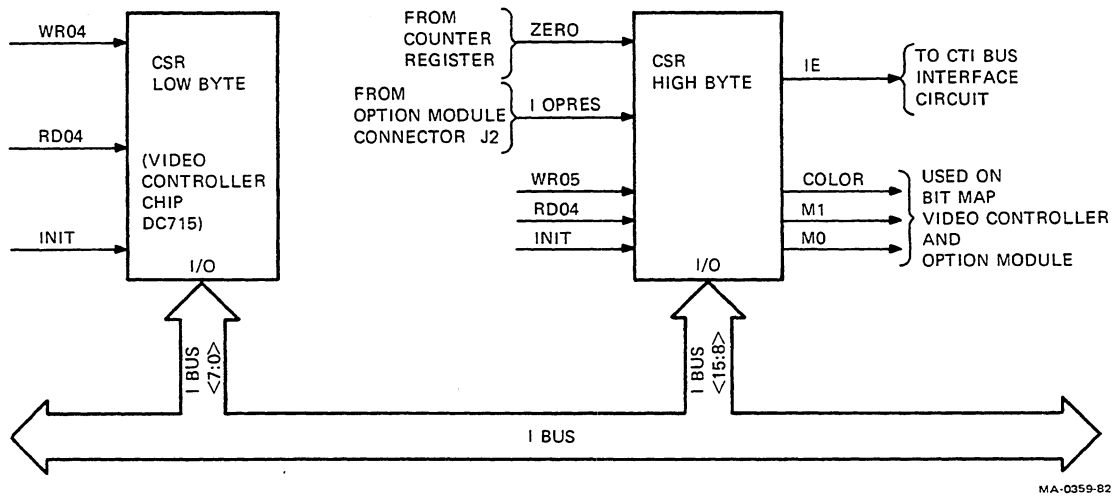 WR04
CSR
LOW BYTE
RD04
(VIDEO
CONTROLLER
CHIP
DC715)
INIT
I/O
FROM
COUNTER
REGISTER
ZERO
FROM
OPTION MODULE
CONNECTOR J2
I OPRES
CSR
HIGH BYTE
WR05
RD04
INIT
I/O
IE
TO CTI BUS
INTERFACE
CIRCUIT
COLOR
M1
M0
USED ON
BIT MAP
VIDEO CONTROLLER
AND
OPTION MODULE
I BUS
<7:0>
I BUS
<15:8>
I BUS
MA-0359-82